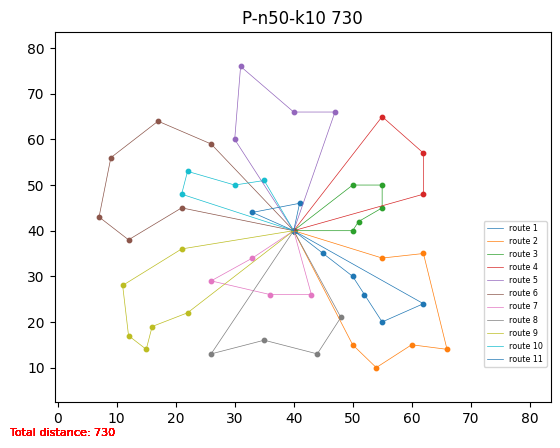 P-n50-k10 730
80
70
60
50
40
30
20
10
0 10 20 30 40 50 60 70 80
route 1
route 2
route 3
route 4
route 5
route 6
route 7
route 8
route 9
route 10
route 11
Total distance: 730